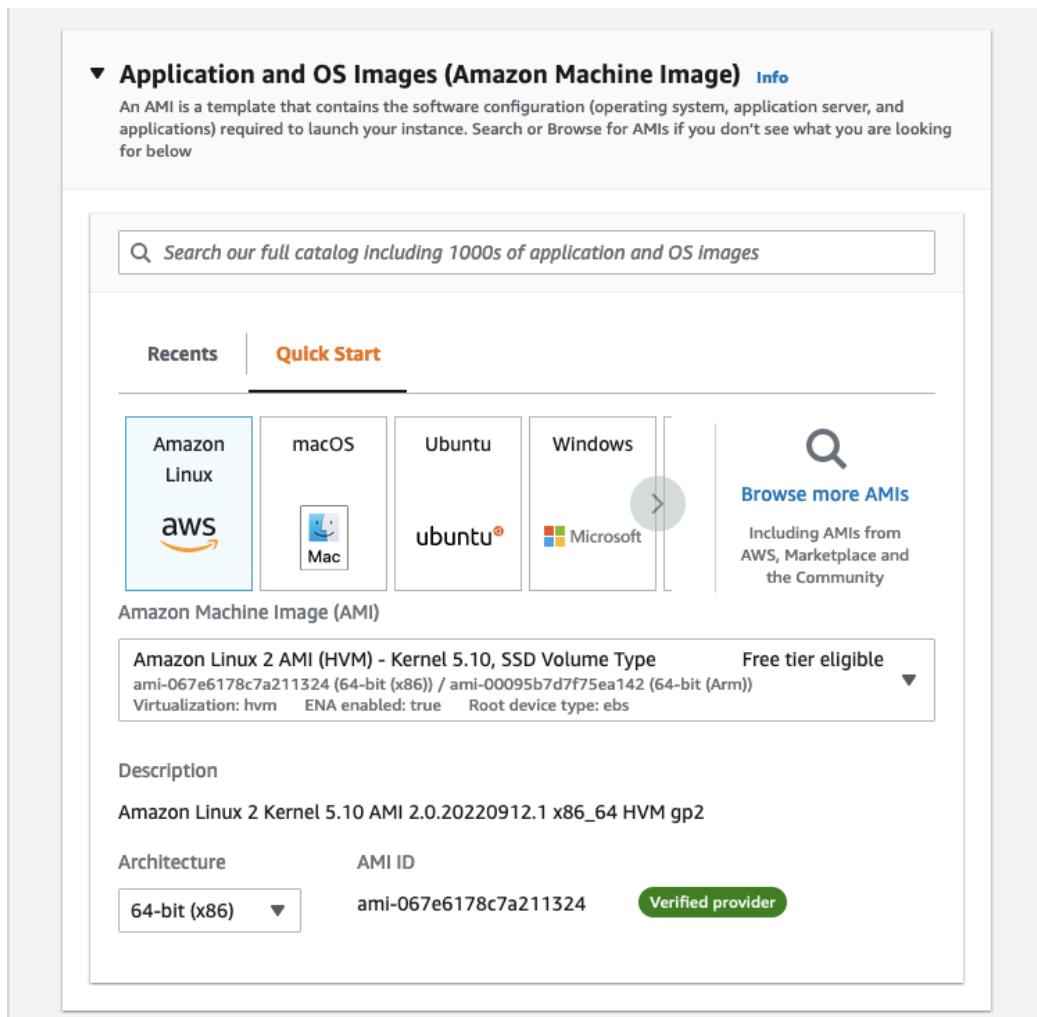 Application and OS Images (Amazon Machine Image) Info
An AMI is a template that contains the software configuration (operating system, application server, and
applications) required to launch your instance. Search or Browse for AMIs if you don't see what you are looking
for below
Search our full catalog including 1000s of application and OS images
Recents
Quick Start
Amazon
Linux
aws
macOS
Mac
Ubuntu
ubuntu
Windows
Microsoft
Browse more AMIs
Including AMIs from
AWS, Marketplace and
the Community
Amazon Machine Image (AMI)
Amazon Linux 2 AMI (HVM) - Kernel 5.10, SSD Volume Type Free tier eligible
ami-067e6178c7a211324 (64-bit (x86)) / ami-00095b7d7f75ea142 (64-bit (Arm))
Virtualization: hvm ENA enabled: true Root device type: ebs
Description
Amazon Linux 2 Kernel 5.10 AMI 2.0.20220912.1 x86_64 HVM gp2
Architecture AMI ID
64-bit (x86) ami-067e6178c7a211324 Verified provider